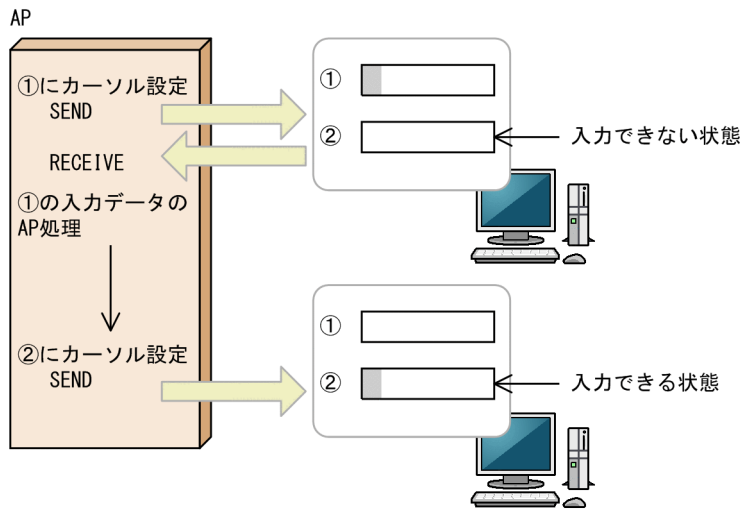 AP
①にカーソル設定
SEND
RECEIVE
①の入力データの
AP処理
②にカーソル設定
SEND
①
②
入力できない状態
①
②
入力できる状態